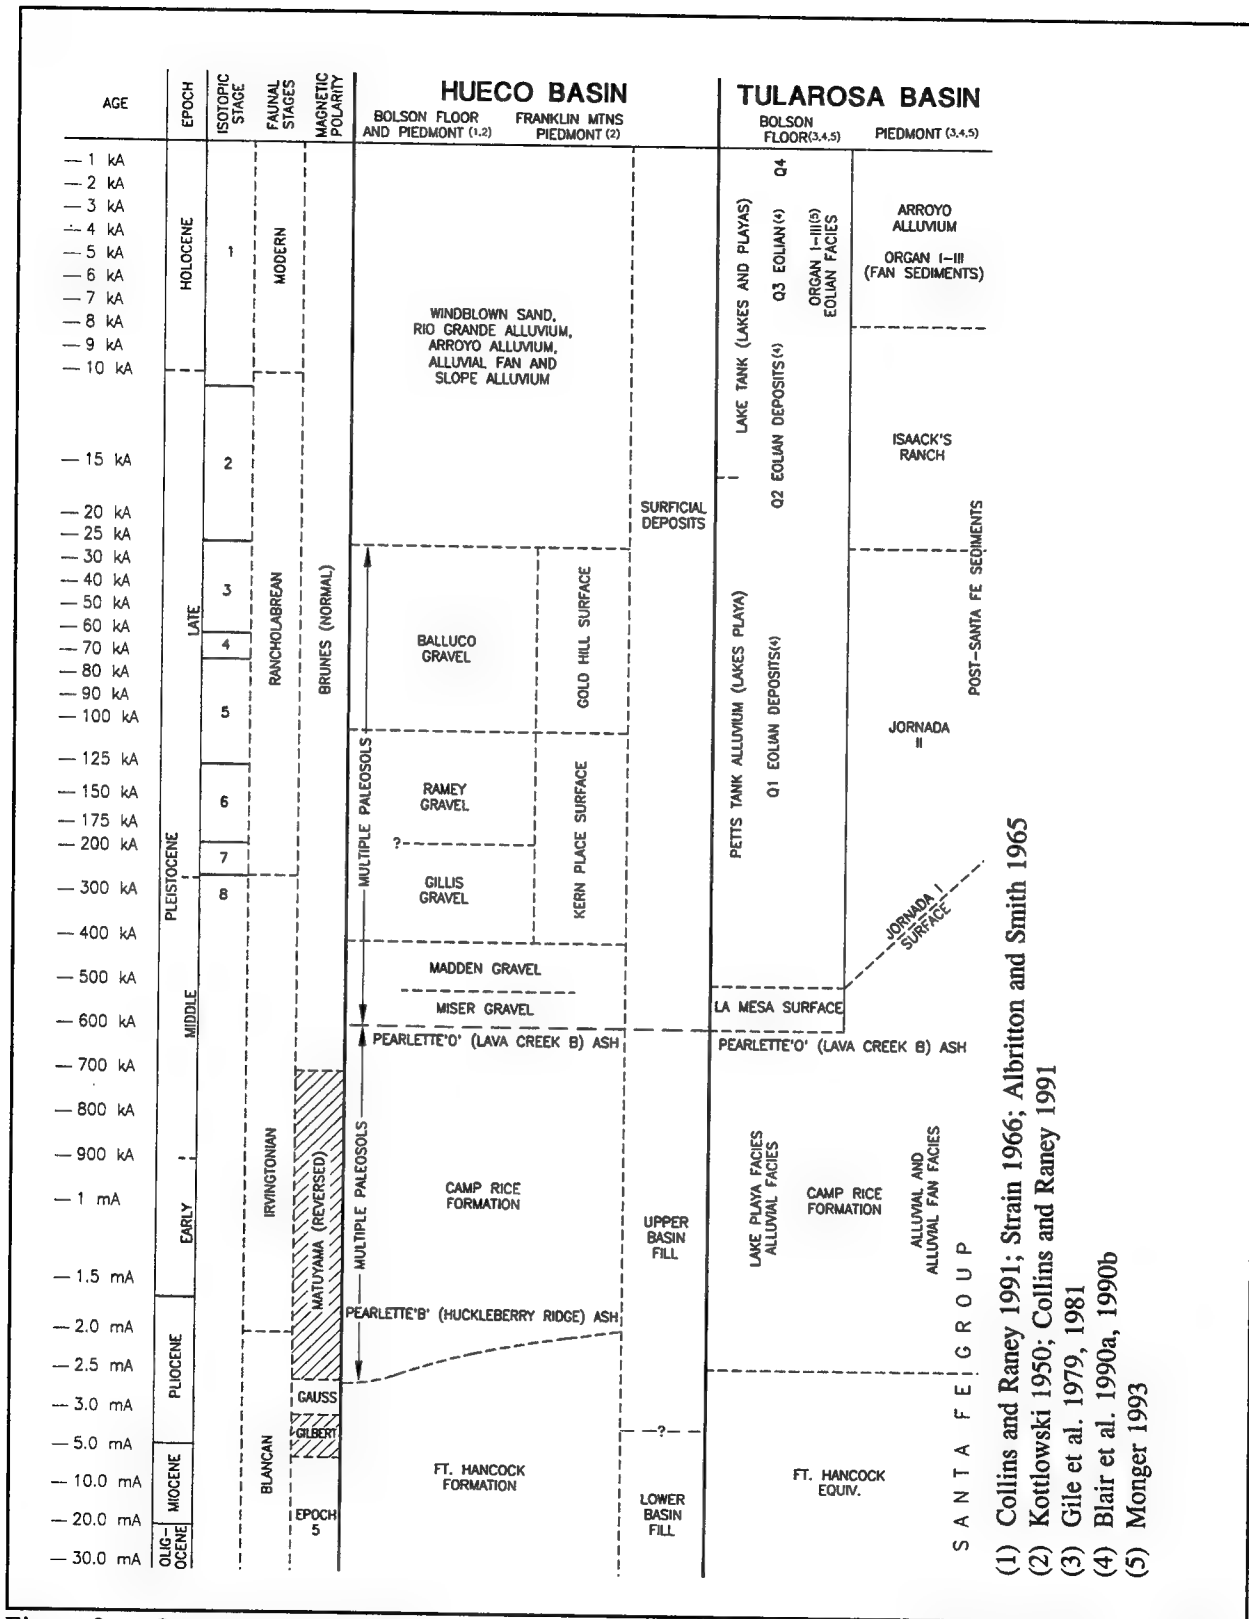 HUECO BASIN
TULAROSA BASIN
AGE
EPOCH
ISOTOPIC
STAGE
FAUNAL
STAGES
MAGNETIC
POLARITY
BOLSON FLOOR
AND PIEDMONT (1,2)
FRANKLIN MTNS
PIEDMONT (2)
BOLSON
FLOOR(3,4,5)
PIEDMONT (3,4,5)
— 1 kA
— 2 kA
— 3 kA
— 4 kA
— 5 kA
— 6 kA
— 7 kA
— 8 kA
— 9 kA
— 10 kA
— 15 kA
— 20 kA
— 25 kA
— 30 kA
— 40 kA
— 50 kA
— 60 kA
— 70 kA
— 80 kA
— 90 kA
— 100 kA
— 125 kA
— 150 kA
— 175 kA
— 200 kA
— 300 kA
— 400 kA
— 500 kA
— 600 kA
— 700 kA
— 800 kA
— 900 kA
— 1 mA
— 1.5 mA
— 2.0 mA
— 2.5 mA
— 3.0 mA
— 5.0 mA
— 10.0 mA
— 20.0 mA
— 30.0 mA
HOLOCENE
PLEISTOCENE
LATE
MIDDLE
EARLY
PLIOCENE
MIOCENE
OLIG-
OCENE
1
2
3
4
5
6
7
8
MODERN
RANCHOLABREAN
IRVINGTONIAN
BLANCAN
BRUNES (NORMAL)
MATUYAMA (REVERSED)
GAUSS
GILBERT
EPOCH
5
WINDBLOWN SAND,
RIO GRANDE ALLUVIUM,
ARROYO ALLUVIUM,
ALLUVIAL FAN AND
SLOPE ALLUVIUM
MULTIPLE PALEOSOLS
BALLUCO
GRAVEL
GOLD HILL SURFACE
RAMEY
GRAVEL
?
GILLIS
GRAVEL
KERN PLACE SURFACE
MADDEN GRAVEL
MISER GRAVEL
PEARLETTE'O' (LAVA CREEK B) ASH
MULTIPLE PALEOSOLS
CAMP RICE
FORMATION
PEARLETTE'B' (HUCKLEBERRY RIDGE) ASH
FT. HANCOCK
FORMATION
SURFICIAL
DEPOSITS
UPPER
BASIN
FILL
?
LOWER
BASIN
FILL
LAKE TANK (LAKES AND PLAYAS)
Q4
Q3 EOLIAN(4)
ORGAN I-III(5)
EOLIAN FACIES
Q2 EOLIAN DEPOSITS(4)
PETTS TANK ALLUVIUM (LAKES PLAYA)
Q1 EOLIAN DEPOSITS(4)
LA MESA SURFACE
ARROYO
ALLUVIUM
ORGAN I-III
(FAN SEDIMENTS)
ISAACK'S
RANCH
POST-SANTA FE SEDIMENTS
JORNADA
II
JORNADA I
SURFACE
PEARLETTE'O' (LAVA CREEK B) ASH
LAKE PLAYA FACIES
ALLUVIAL FACIES
CAMP RICE
FORMATION
ALLUVIAL AND
ALLUVIAL FAN FACIES
FT. HANCOCK
EQUIV.
SANTA FE GROUP
(1) Collins and Raney 1991; Strain 1966; Albritton and Smith 1965
(2) Kottlowski 1950; Collins and Raney 1991
(3) Gile et al. 1979, 1981
(4) Blair et al. 1990a, 1990b
(5) Monger 1993